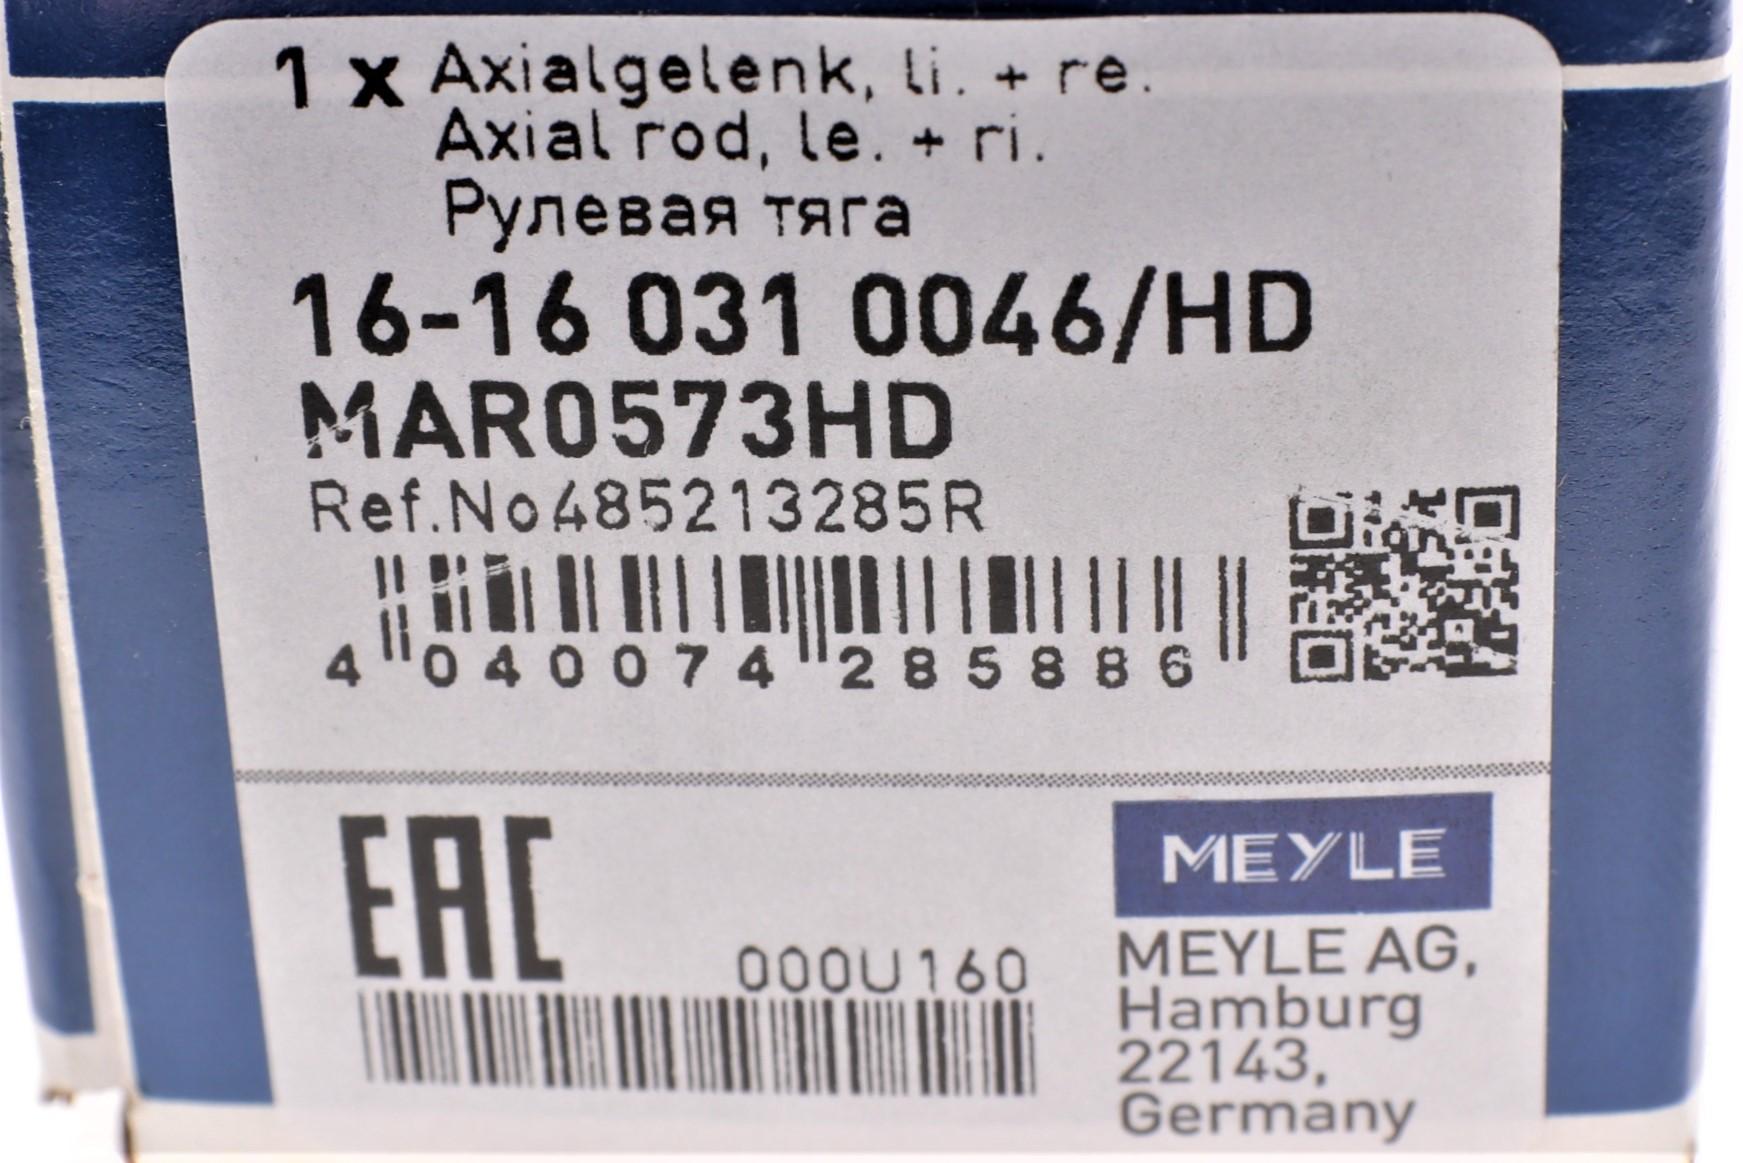 1 x Axialgelenk, li. + re.
Axial rod, le. + ri.
Рулевая тяга
16-16 031 0046/HD
MAR0573HD
Ref.No485213285R
4 040074 285886
EAC
000U160
MEYLE
MEYLE AG,
Hamburg
22143,
Germany